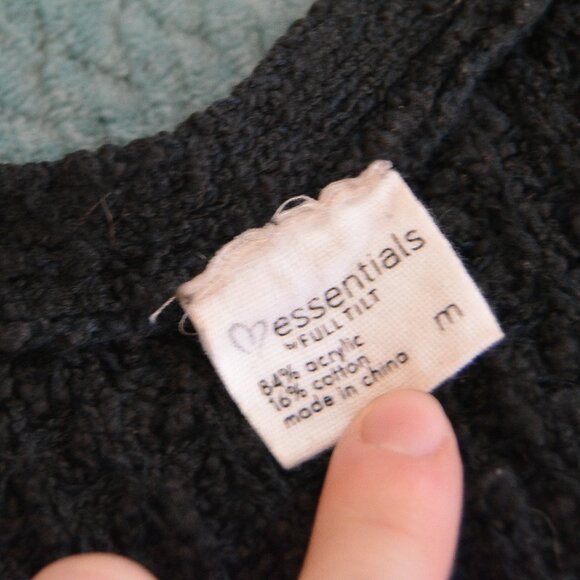 essentials
by FULL TILT
m
84% acrylic
16% cotton
made in china